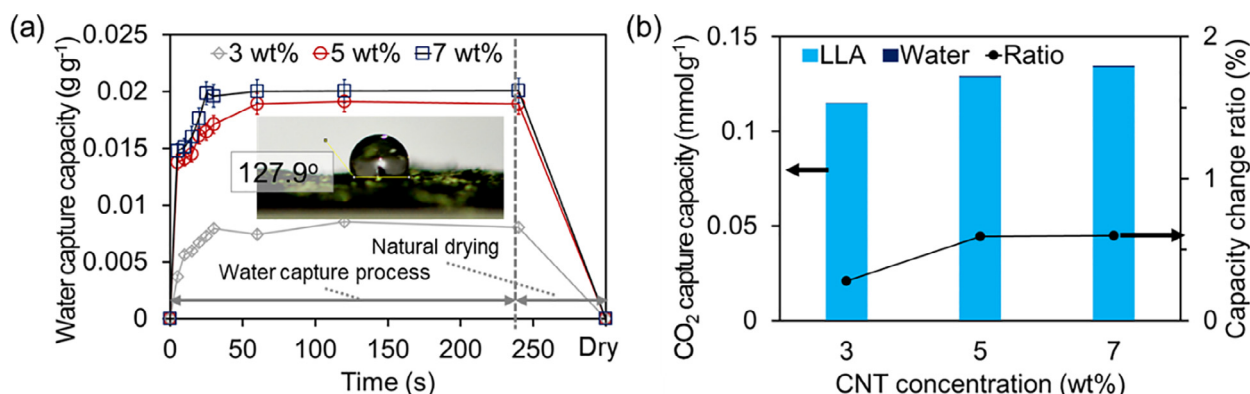 (a)
0.025
0.02
0.015
0.01
0.005
0
Water capture capacity (g g⁻¹)
3 wt% 5 wt% 7 wt%
127.9º
Natural drying
Water capture process
0 50 100 150 200 250 Dry
Time (s)
(b)
0.15
0.1
0.05
0
CO₂ capture capacity (mmol g⁻¹)
LLA Water Ratio
2
1
0
Capacity change ratio (%)
3 5 7
CNT concentration (wt%)